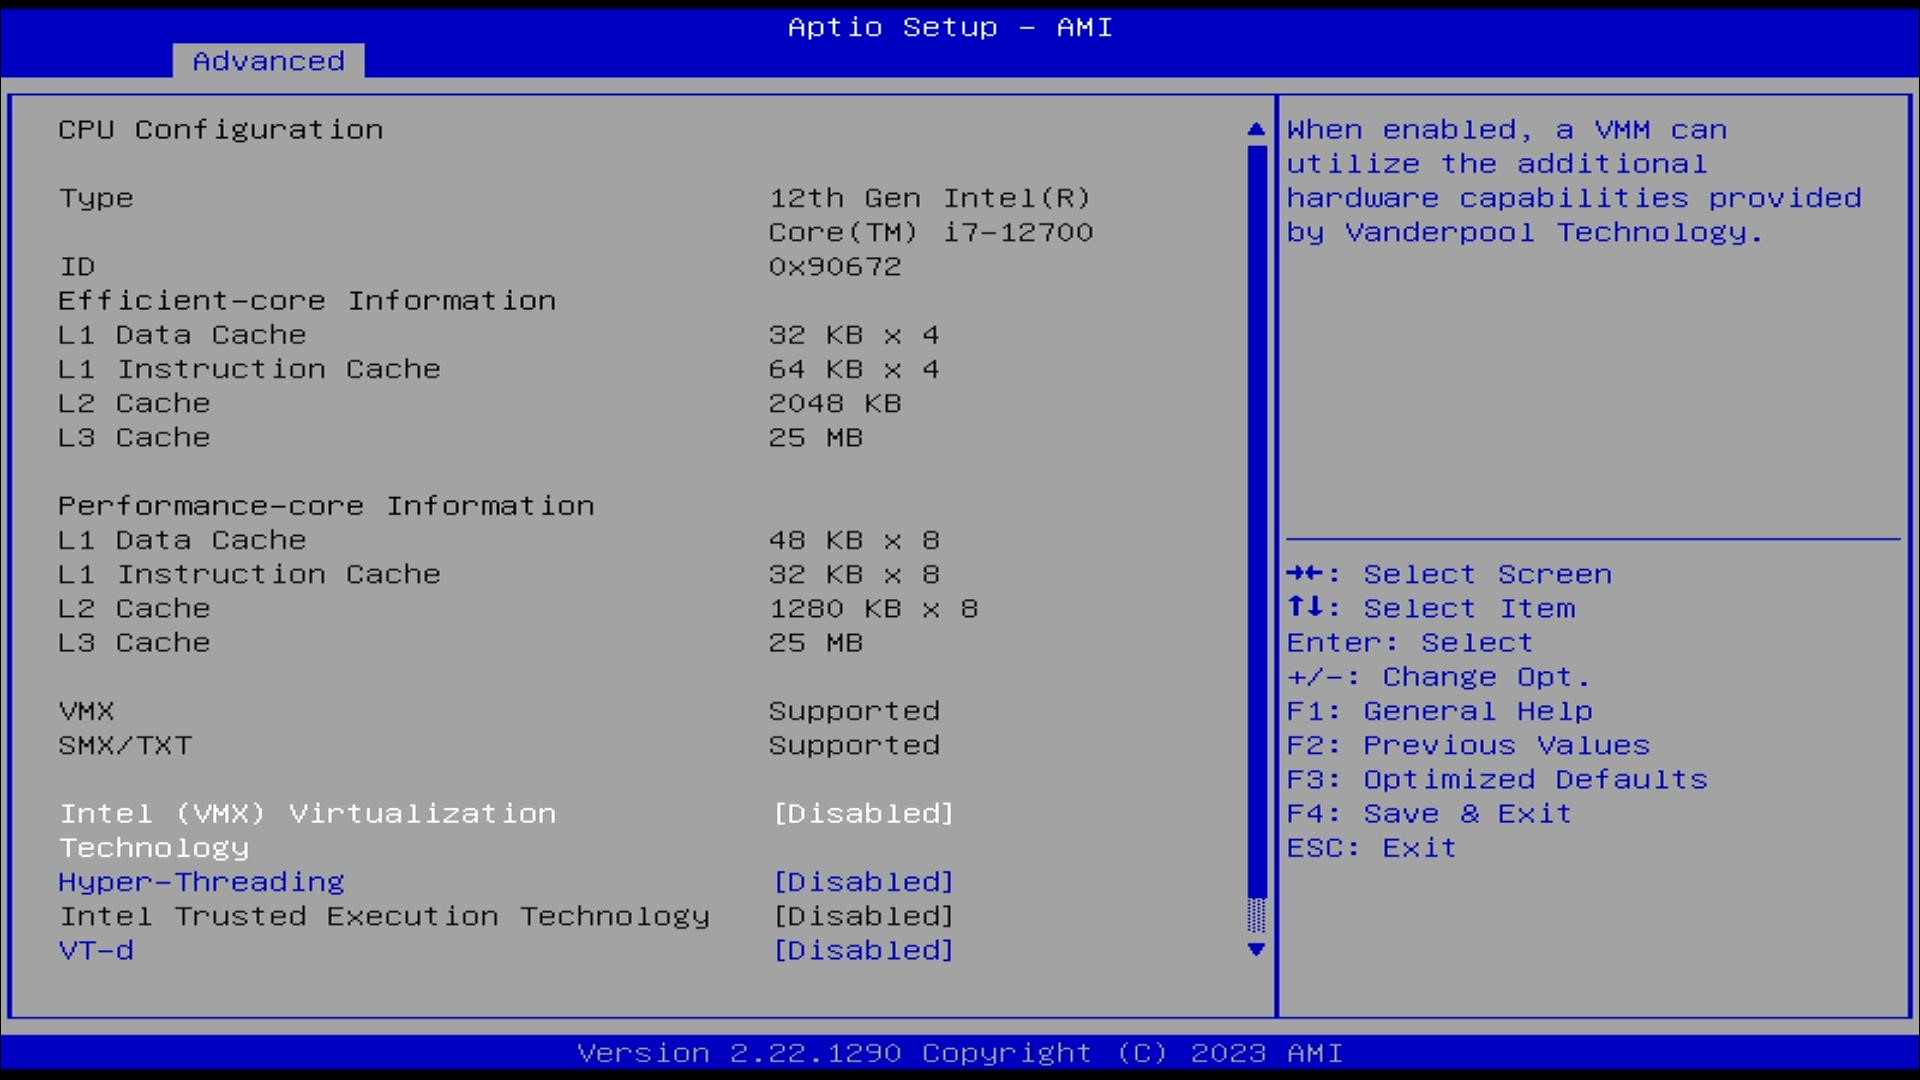 Aptio Setup – AMI
Advanced
CPU Configuration
Type 12th Gen Intel(R)
Core(TM) i7-12700
ID 0x90672
Efficient-core Information
L1 Data Cache 32 KB x 4
L1 Instruction Cache 64 KB x 4
L2 Cache 2048 KB
L3 Cache 25 MB
Performance-core Information
L1 Data Cache 48 KB x 8
L1 Instruction Cache 32 KB x 8
L2 Cache 1280 KB x 8
L3 Cache 25 MB
VMX Supported
SMX/TXT Supported
Intel (VMX) Virtualization [Disabled]
Technology
Hyper-Threading [Disabled]
Intel Trusted Execution Technology [Disabled]
VT-d [Disabled]
When enabled, a VMM can
utilize the additional
hardware capabilities provided
by Vanderpool Technology.
→←: Select Screen
↑↓: Select Item
Enter: Select
+/-: Change Opt.
F1: General Help
F2: Previous Values
F3: Optimized Defaults
F4: Save & Exit
ESC: Exit
Version 2.22.1290 Copyright (C) 2023 AMI